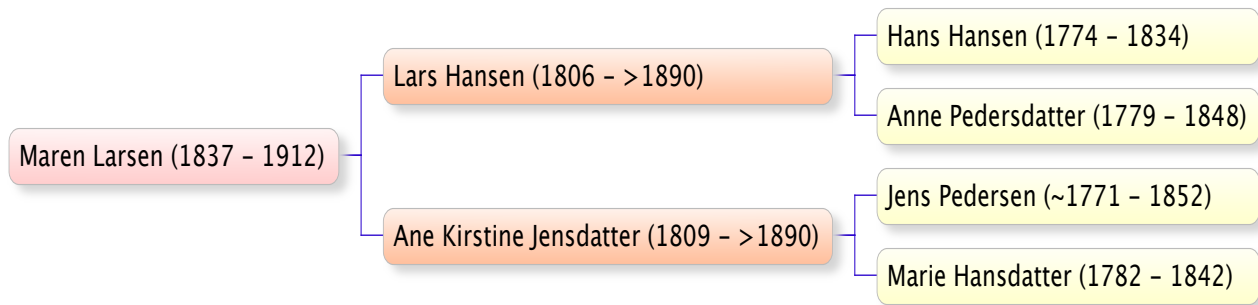 Hans Hansen (1774 – 1834)
Lars Hansen (1806 – >1890)
Anne Pedersdatter (1779 – 1848)
Maren Larsen (1837 – 1912)
Jens Pedersen (~1771 – 1852)
Ane Kirstine Jensdatter (1809 – >1890)
Marie Hansdatter (1782 – 1842)